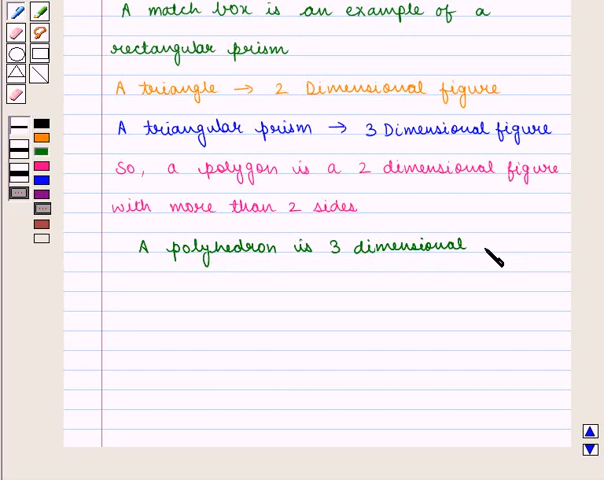 A match box is an example of a
rectangular prism
A triangle → 2 Dimensional figure
A triangular prism → 3 Dimensional figure
So, a polygon is a 2 dimensional figure
with more than 2 sides
A polyhedron is 3 dimensional